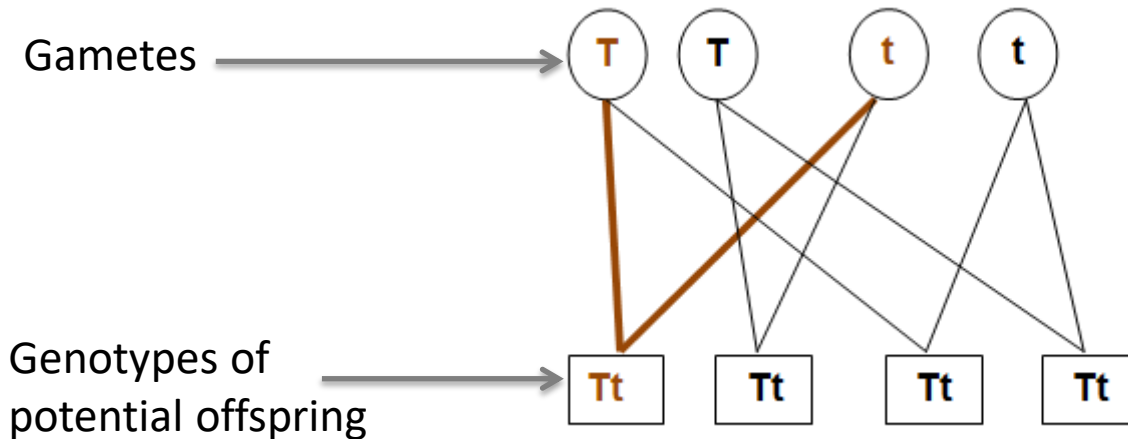 Gametes
T T t t
Genotypes of
potential offspring
Tt Tt Tt Tt